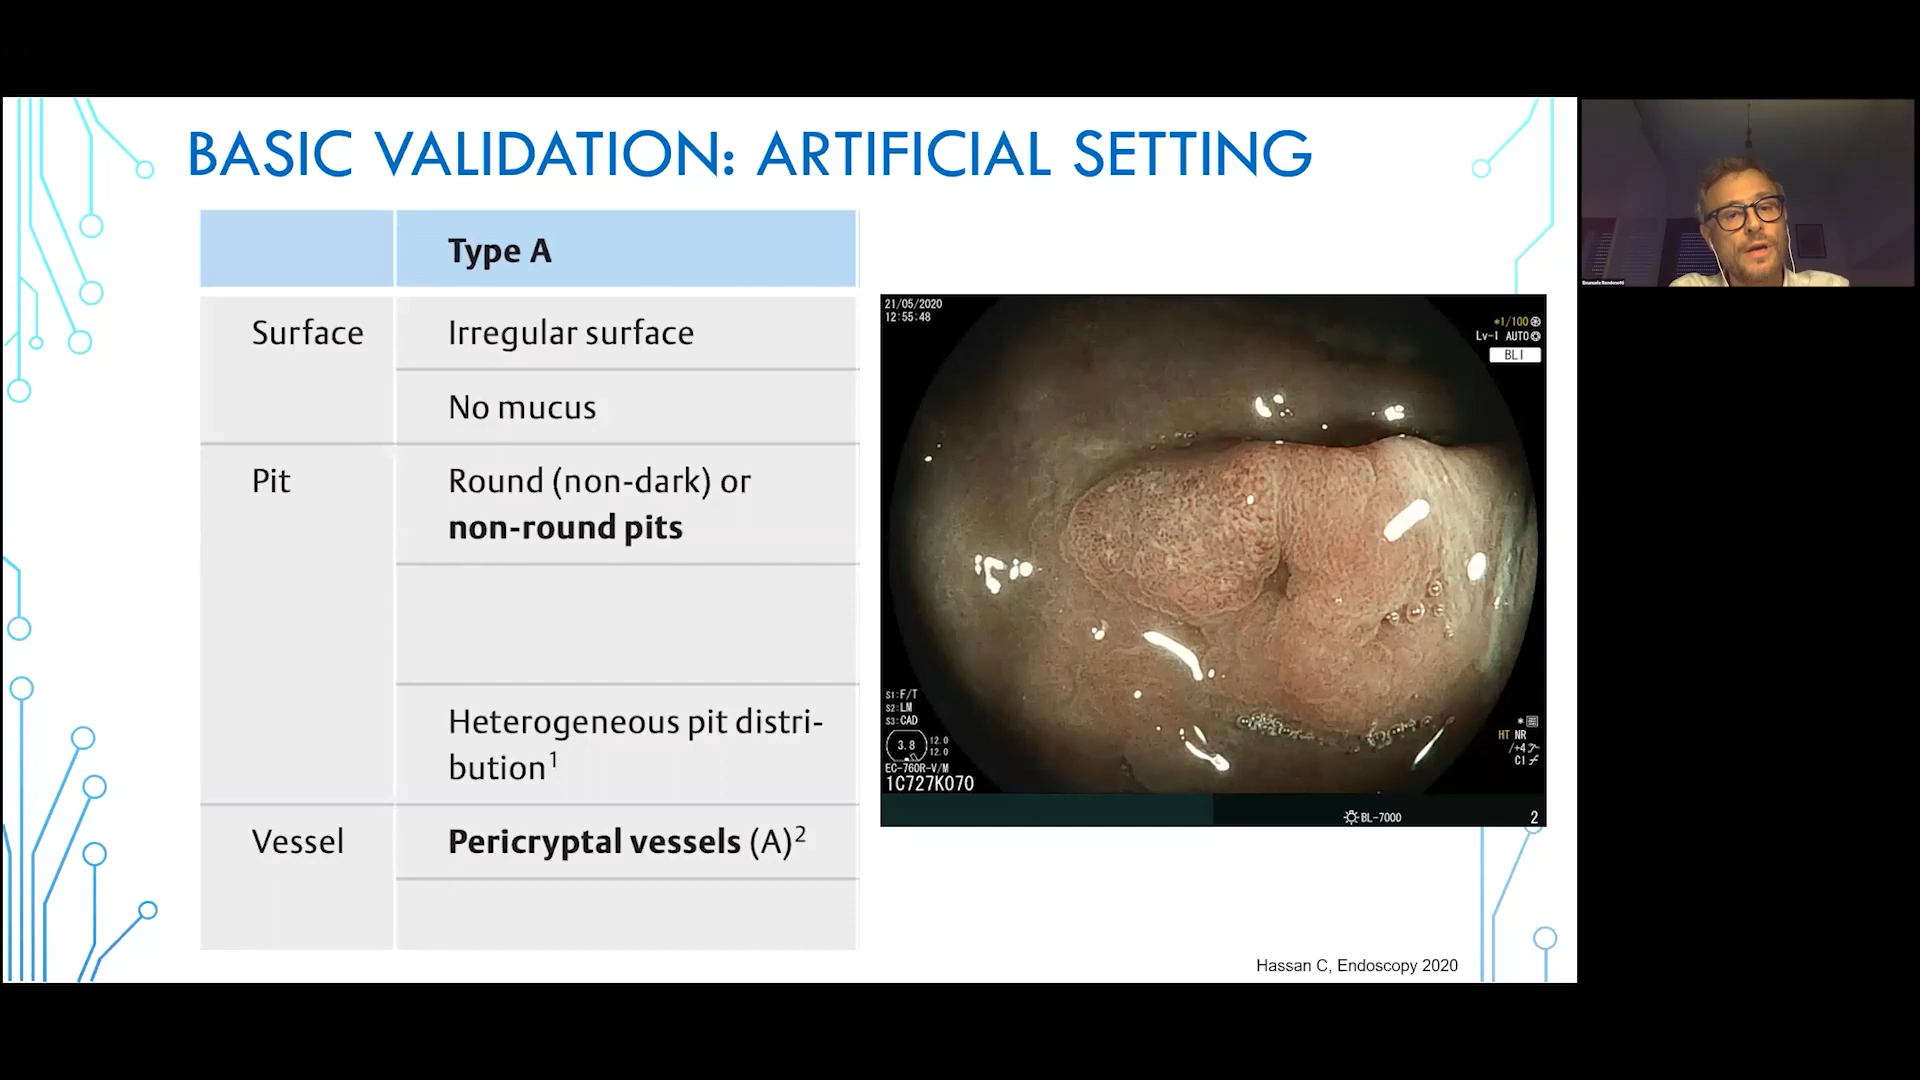 BASIC VALIDATION: ARTIFICIAL SETTING
Type A
Surface
Irregular surface
No mucus
Pit
Round (non-dark) or
non-round pits
Heterogeneous pit distri-
bution¹
Vessel
Pericryptal vessels (A)²
21/05/2020
12:55:48
*1/100
Lv-1 AUTO
BLI
S1:F/T
S2:LM
S3:CAD
3.8
12.0
12.0
EC-760R-V/M
1C727K070
HT NR
/+4
C1
BL-7000
2
Hassan C, Endoscopy 2020